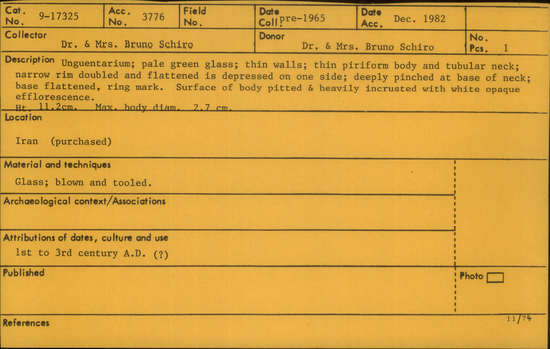 Cat. No. 9-17325 Acc. No. 3776 Field No. Date Coll. pre-1965 Date Acc. Dec. 1982
Collector Dr. & Mrs. Bruno Schiro Donor Dr. & Mrs. Bruno Schiro No. Pcs. 1
Description Unguentarium; pale green glass; thin walls; thin piriform body and tubular neck;
narrow rim doubled and flattened is depressed on one side; deeply pinched at base of neck;
base flattened, ring mark. Surface of body pitted & heavily incrusted with white opaque
efflorescence.
Ht. 11.2cm. Max. body diam. 2.7 cm.
Location
Iran (purchased)
Material and techniques
Glass; blown and tooled.
Archaeological context/Associations
Attributions of dates, culture and use
1st to 3rd century A.D. (?)
Published Photo
References 11/74